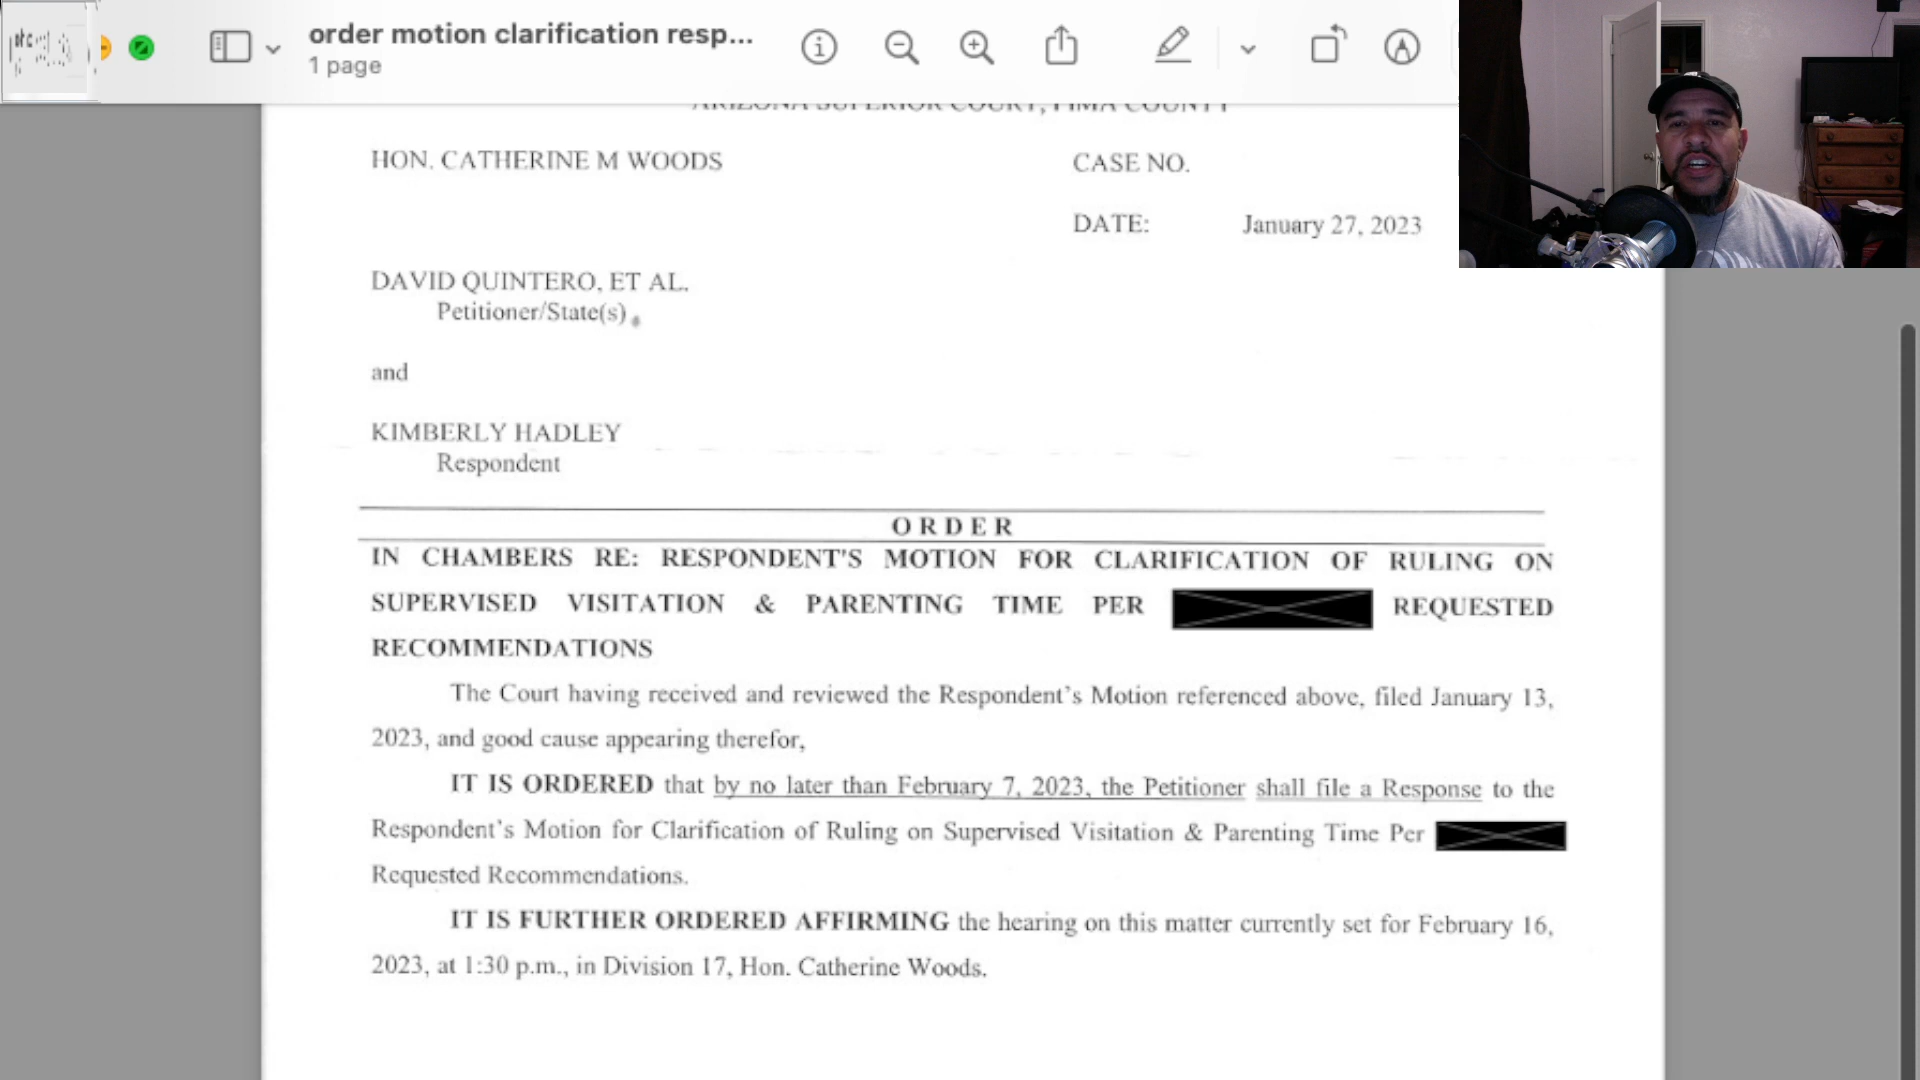 order motion clarification resp...
1 page
ARIZONA SUPERIOR COURT, PIMA COUNTY
HON. CATHERINE M WOODS
CASE NO.
DATE: January 27, 2023
DAVID QUINTERO, ET AL.
Petitioner/State(s)
and
KIMBERLY HADLEY
Respondent
ORDER
IN CHAMBERS RE: RESPONDENT'S MOTION FOR CLARIFICATION OF RULING ON
SUPERVISED VISITATION & PARENTING TIME PER REQUESTED
RECOMMENDATIONS
The Court having received and reviewed the Respondent's Motion referenced above, filed January 13,
2023, and good cause appearing therefor,
IT IS ORDERED that by no later than February 7, 2023, the Petitioner shall file a Response to the
Respondent's Motion for Clarification of Ruling on Supervised Visitation & Parenting Time Per
Requested Recommendations.
IT IS FURTHER ORDERED AFFIRMING the hearing on this matter currently set for February 16,
2023, at 1:30 p.m., in Division 17, Hon. Catherine Woods.